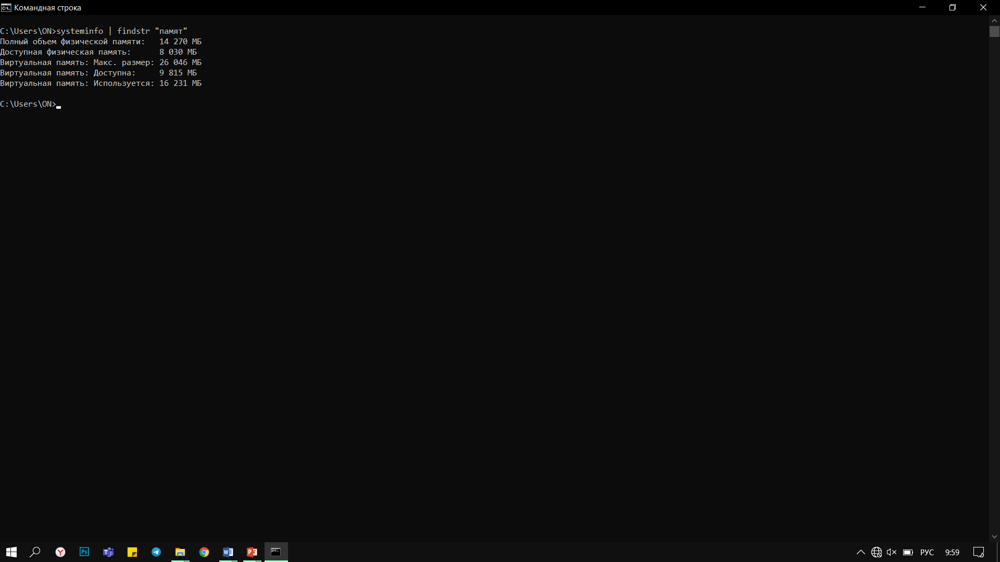 Командная строка
C:\Users\ON>systeminfo | findstr "памят"
Полный объем физической памяти:   14 270 МБ
Доступная физическая память:      8 030 МБ
Виртуальная память: Макс. размер: 26 046 МБ
Виртуальная память: Доступна:     9 815 МБ
Виртуальная память: Используется: 16 231 МБ
C:\Users\ON>
РУС
9:59